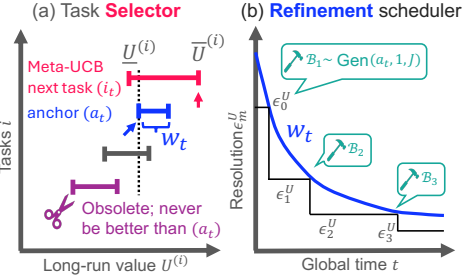 (a) Task Selector
U^(i)
U^(i)
Meta-UCB
next task (i_t)
anchor (a_t)
w_t
Obsolete; never
be better than (a_t)
Tasks i
Long-run value U^(i)
(b) Refinement scheduler
B_1 ~ Gen(a_t, 1, J)
ϵ_0^U
w_t
B_2
ϵ_1^U
B_3
ϵ_2^U
ϵ_3^U
Resolution ϵ_m^U
Global time t